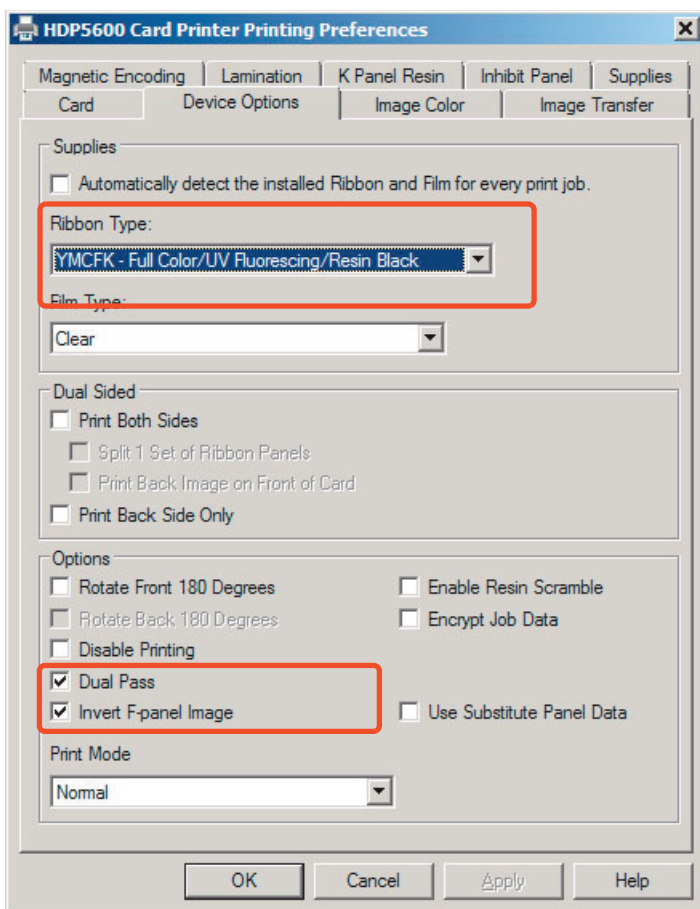 HDP5600 Card Printer Printing Preferences
Magnetic Encoding Lamination K Panel Resin Inhibit Panel Supplies
Card Device Options Image Color Image Transfer
Supplies
Automatically detect the installed Ribbon and Film for every print job.
Ribbon Type:
YMCFK - Full Color/UV Fluorescing/Resin Black
Film Type:
Clear
Dual Sided
Print Both Sides
Split 1 Set of Ribbon Panels
Print Back Image on Front of Card
Print Back Side Only
Options
Rotate Front 180 Degrees Enable Resin Scramble
Rotate Back 180 Degrees Encrypt Job Data
Disable Printing
Dual Pass
Invert F-panel Image Use Substitute Panel Data
Print Mode
Normal
OK Cancel Apply Help